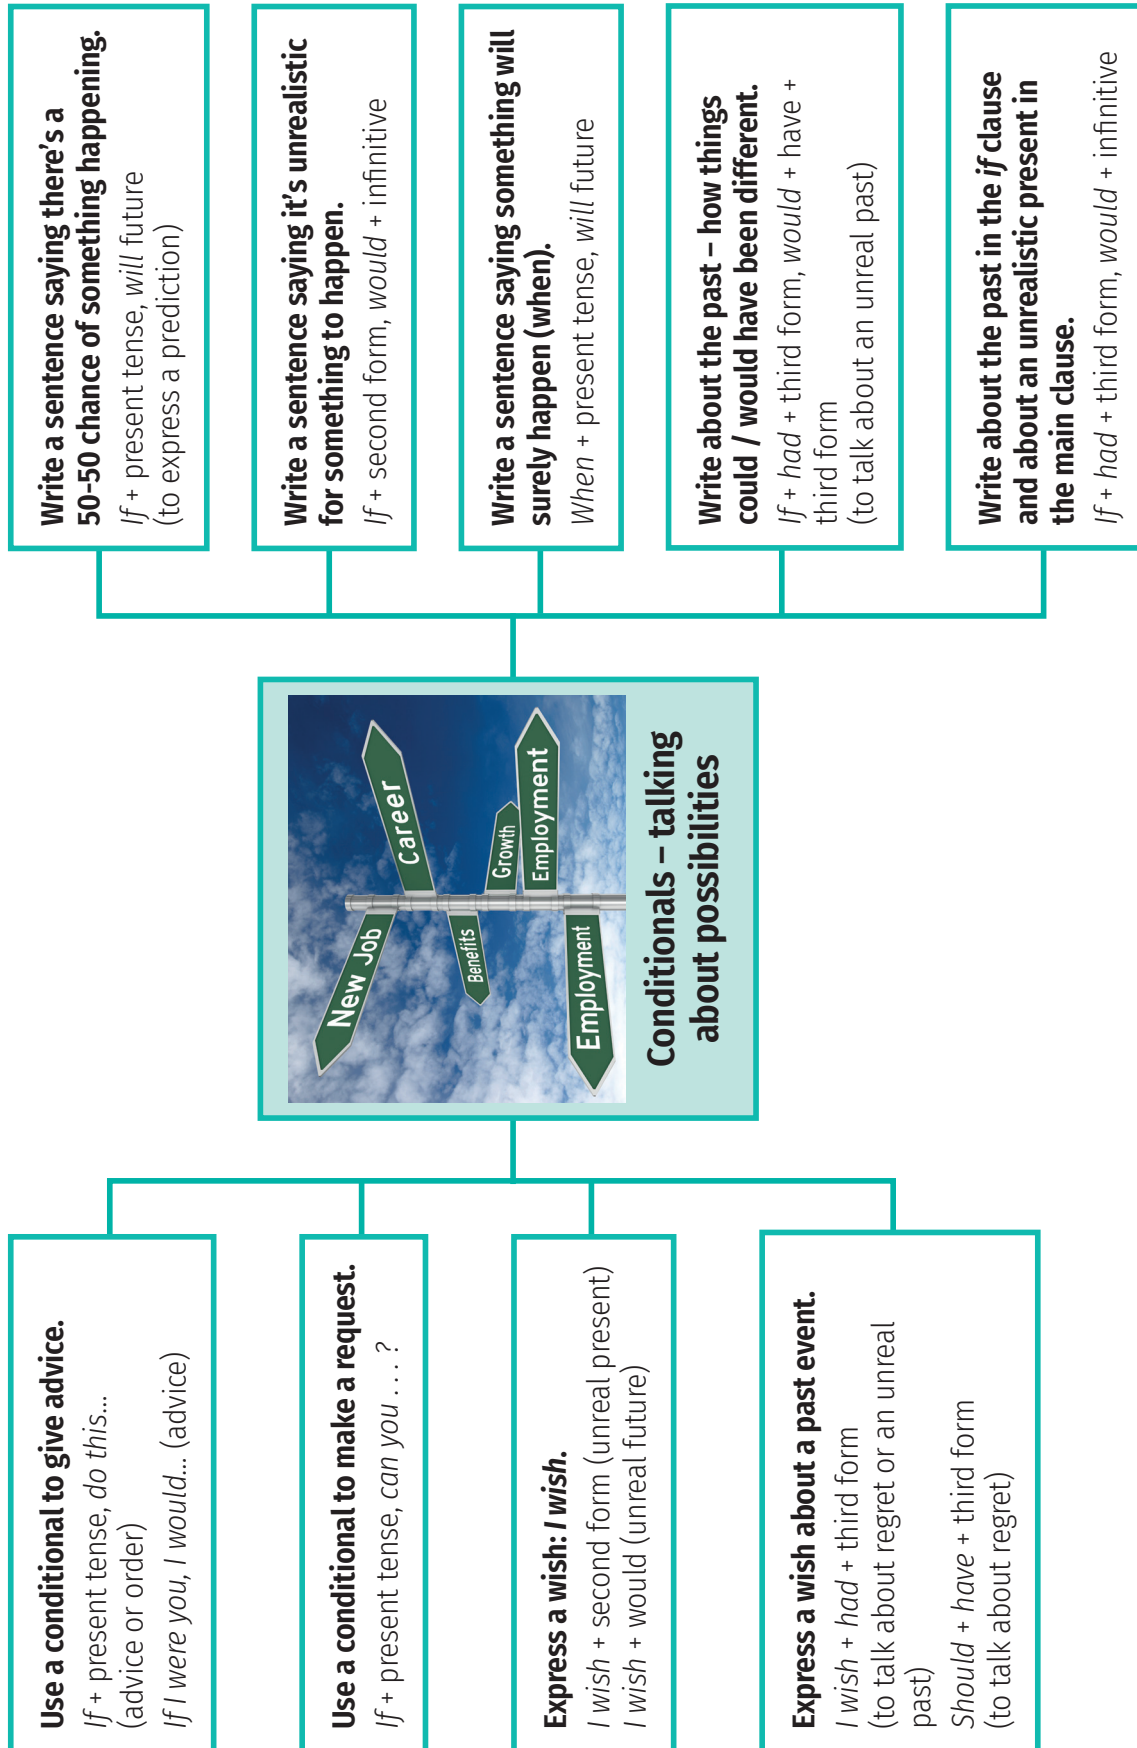 Use a conditional to give advice.
If + present tense, do this...
(advice or order)
If I were you, I would... (advice)
Use a conditional to make a request.
If + present tense, can you . . . ?
Express a wish: I wish.
I wish + second form (unreal present)
I wish + would (unreal future)
Express a wish about a past event.
I wish + had + third form
(to talk about regret or an unreal
past)
Should + have + third form
(to talk about regret)
New Job
Career
Benefits
Growth
Employment
Employment
Conditionals – talking
about possibilities
Write a sentence saying there's a
50-50 chance of something happening.
If + present tense, will future
(to express a prediction)
Write a sentence saying it's unrealistic
for something to happen.
If + second form, would + infinitive
Write a sentence saying something will
surely happen (when).
When + present tense, will future
Write about the past – how things
could / would have been different.
If + had + third form, would + have +
third form
(to talk about an unreal past)
Write about the past in the if clause
and about an unrealistic present in
the main clause.
If + had + third form, would + infinitive